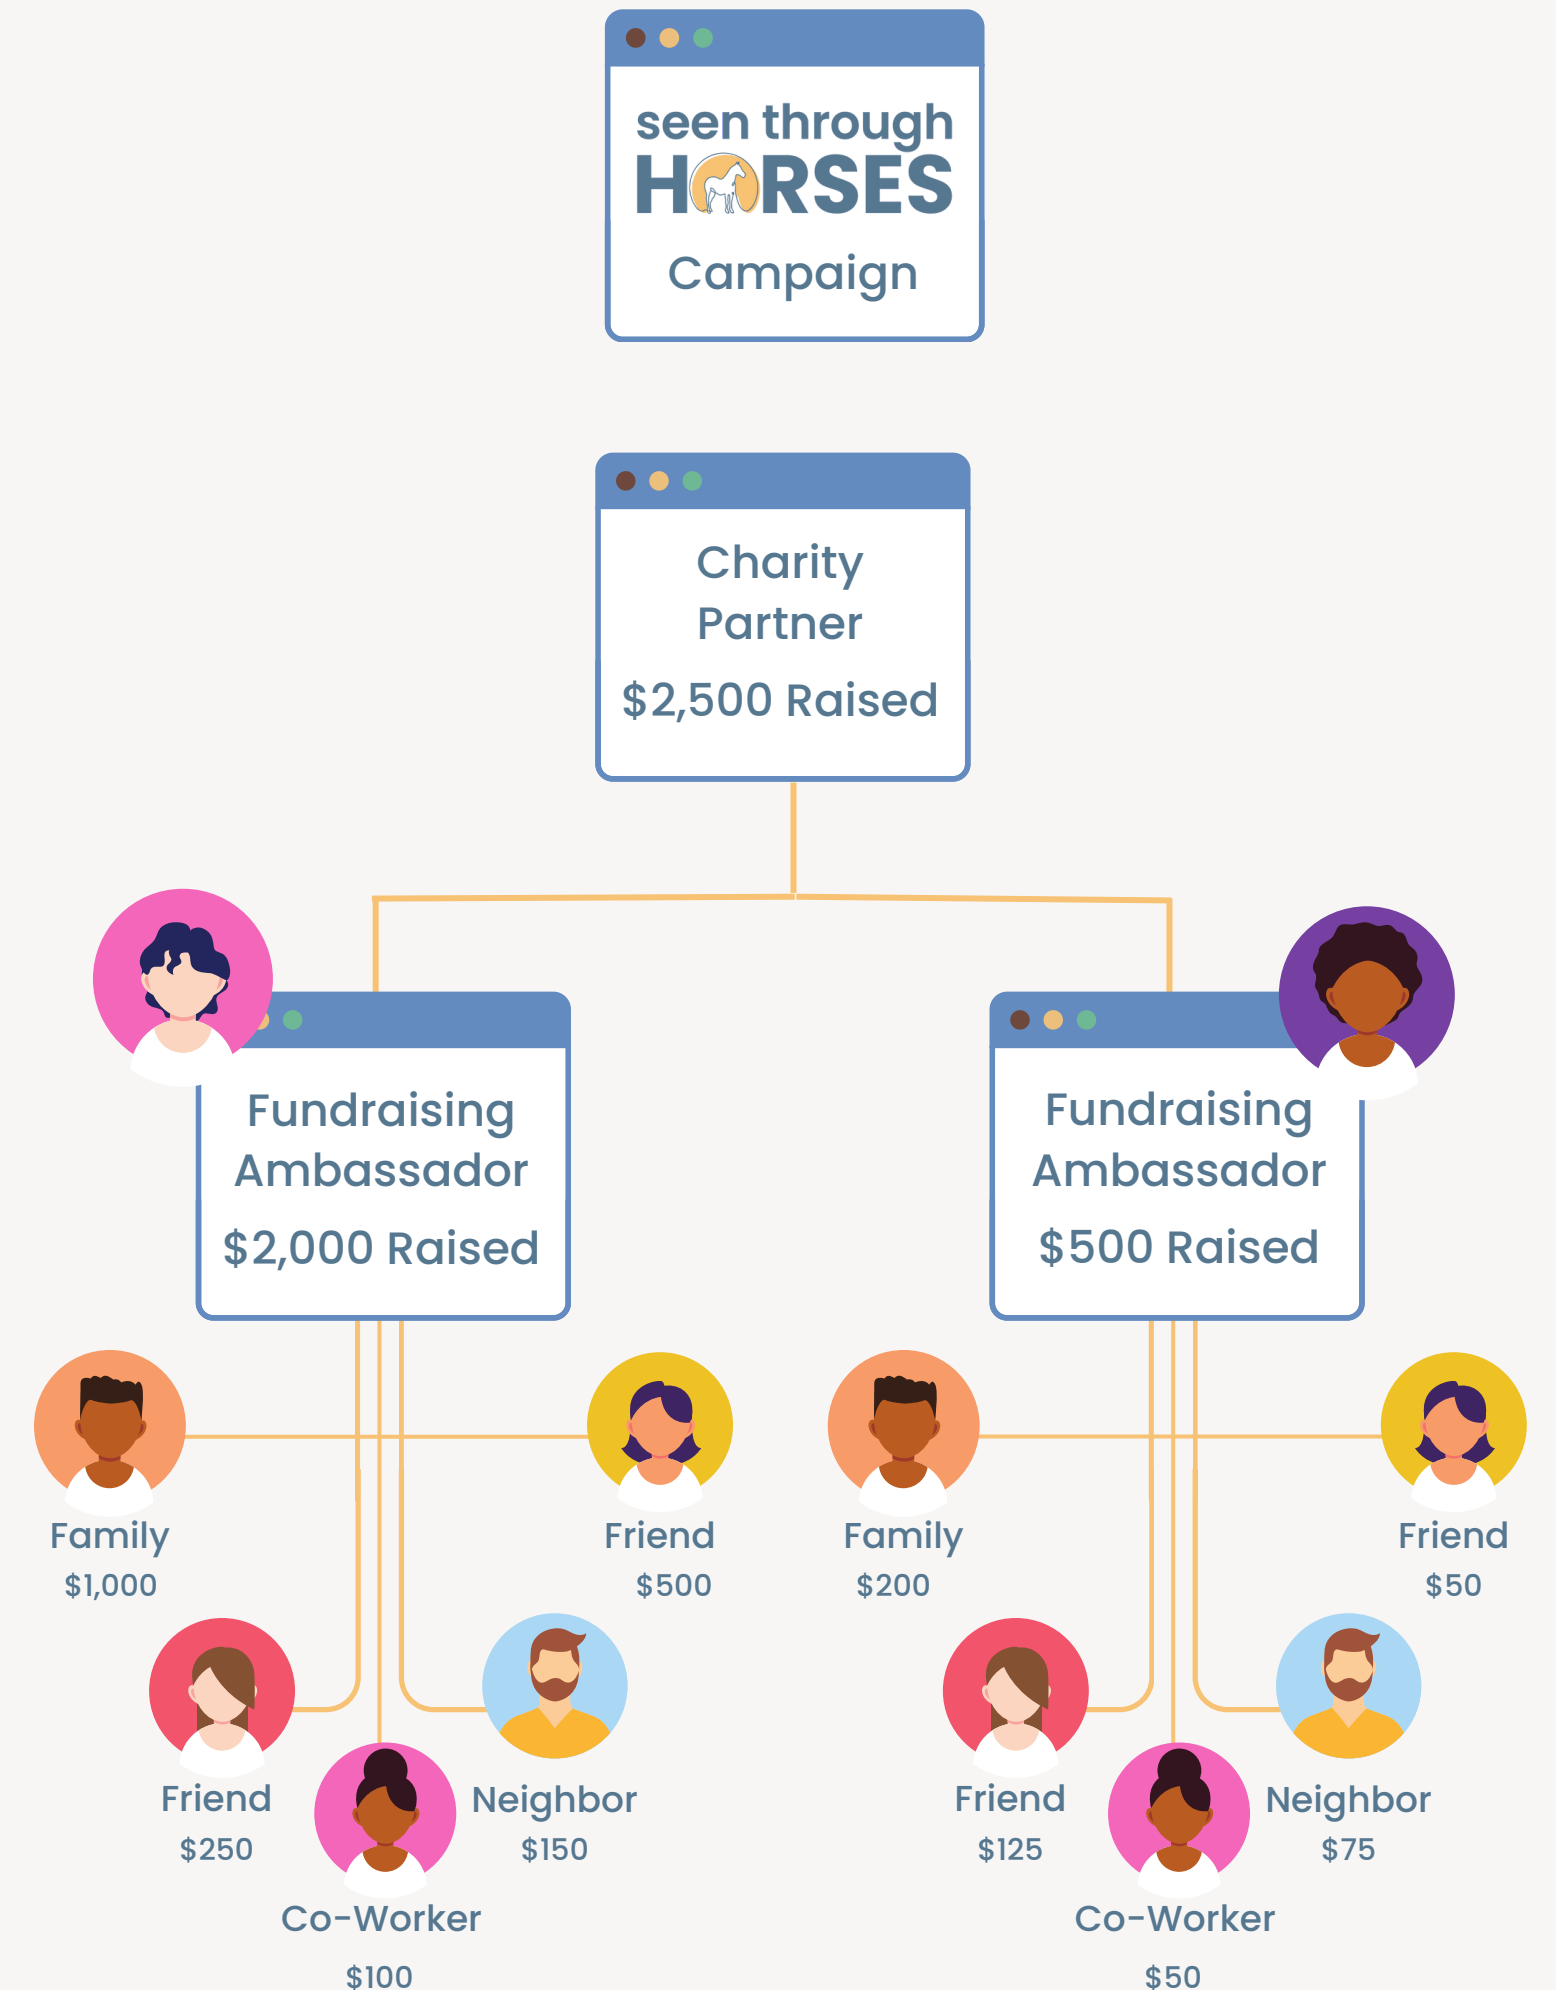 seen through
HORSES
Campaign
Charity
Partner
$2,500 Raised
Fundraising
Ambassador
$2,000 Raised
Fundraising
Ambassador
$500 Raised
Family
$1,000
Friend
$500
Friend
$250
Neighbor
$150
Co-Worker
$100
Family
$200
Friend
$50
Friend
$125
Neighbor
$75
Co-Worker
$50